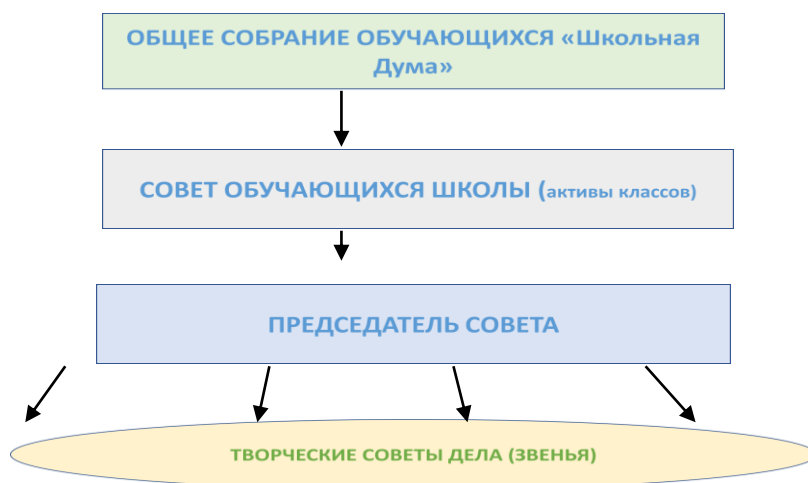 ОБЩЕЕ СОБРАНИЕ ОБУЧАЮЩИХСЯ «Школьная
Дума»
СОВЕТ ОБУЧАЮЩИХСЯ ШКОЛЫ (активы классов)
ПРЕДСЕДАТЕЛЬ СОВЕТА
ТВОРЧЕСКИЕ СОВЕТЫ ДЕЛА (ЗВЕНЬЯ)